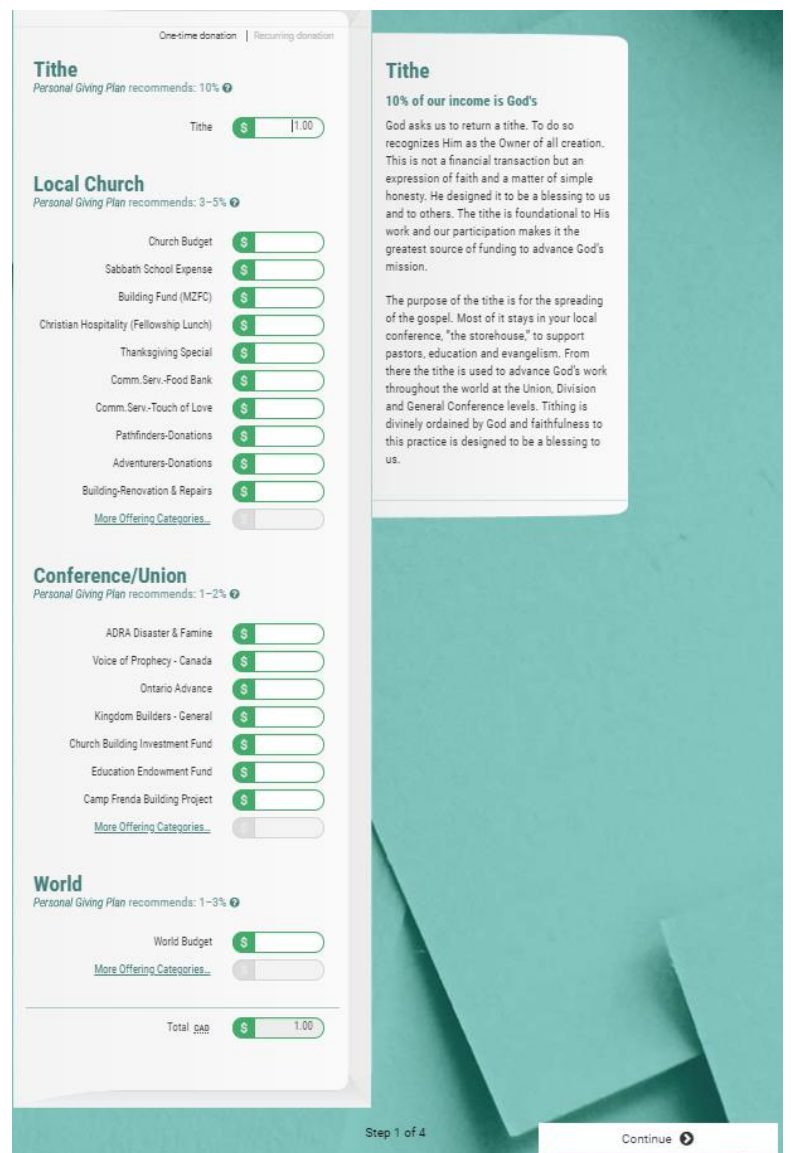 One-time donation | Recurring donation
Tithe
Personal Giving Plan recommends: 10% ?
Tithe $ 1.00
Local Church
Personal Giving Plan recommends: 3–5% ?
Church Budget $
Sabbath School Expense $
Building Fund (MZFC) $
Christian Hospitality (Fellowship Lunch) $
Thanksgiving Special $
Comm.Serv.-Food Bank $
Comm.Serv.-Touch of Love $
Pathfinders-Donations $
Adventurers-Donations $
Building-Renovation & Repairs $
More Offering Categories... $
Conference/Union
Personal Giving Plan recommends: 1–2% ?
ADRA Disaster & Famine $
Voice of Prophecy - Canada $
Ontario Advance $
Kingdom Builders - General $
Church Building Investment Fund $
Education Endowment Fund $
Camp Frenda Building Project $
More Offering Categories... $
World
Personal Giving Plan recommends: 1–3% ?
World Budget $
More Offering Categories... $
Total CAD $ 1.00
Tithe
10% of our income is God's
God asks us to return a tithe. To do so
recognizes Him as the Owner of all creation.
This is not a financial transaction but an
expression of faith and a matter of simple
honesty. He designed it to be a blessing to us
and to others. The tithe is foundational to His
work and our participation makes it the
greatest source of funding to advance God's
mission.
The purpose of the tithe is for the spreading
of the gospel. Most of it stays in your local
conference, "the storehouse," to support
pastors, education and evangelism. From
there the tithe is used to advance God's work
throughout the world at the Union, Division
and General Conference levels. Tithing is
divinely ordained by God and faithfulness to
this practice is designed to be a blessing to
us.
Step 1 of 4
Continue